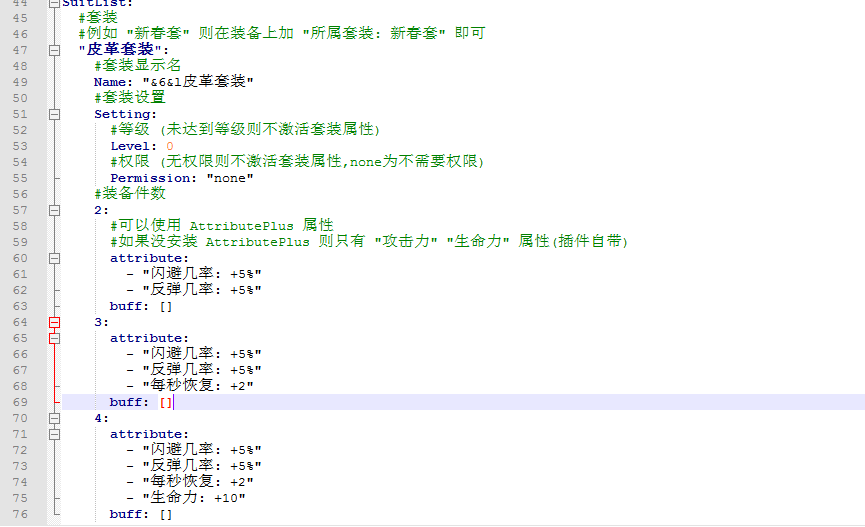 44 SuitList:
45 #套装
46 #例如 "新春套" 则在装备上加 "所属套装: 新春套" 即可
47 "皮革套装":
48 #套装显示名
49 Name: "&6&l皮革套装"
50 #套装设置
51 Setting:
52 #等级 (未达到等级则不激活套装属性)
53 Level: 0
54 #权限 (无权限则不激活套装属性,none为不需要权限)
55 Permission: "none"
56 #装备件数
57 2:
58 #可以使用 AttributePlus 属性
59 #如果没安装 AttributePlus 则只有 "攻击力" "生命力" 属性(插件自带)
60 attribute:
61 - "闪避几率: +5%"
62 - "反弹几率: +5%"
63 buff: []
64 3:
65 attribute:
66 - "闪避几率: +5%"
67 - "反弹几率: +5%"
68 - "每秒恢复: +2"
69 buff: []
70 4:
71 attribute:
72 - "闪避几率: +5%"
73 - "反弹几率: +5%"
74 - "每秒恢复: +2"
75 - "生命力: +10"
76 buff: []